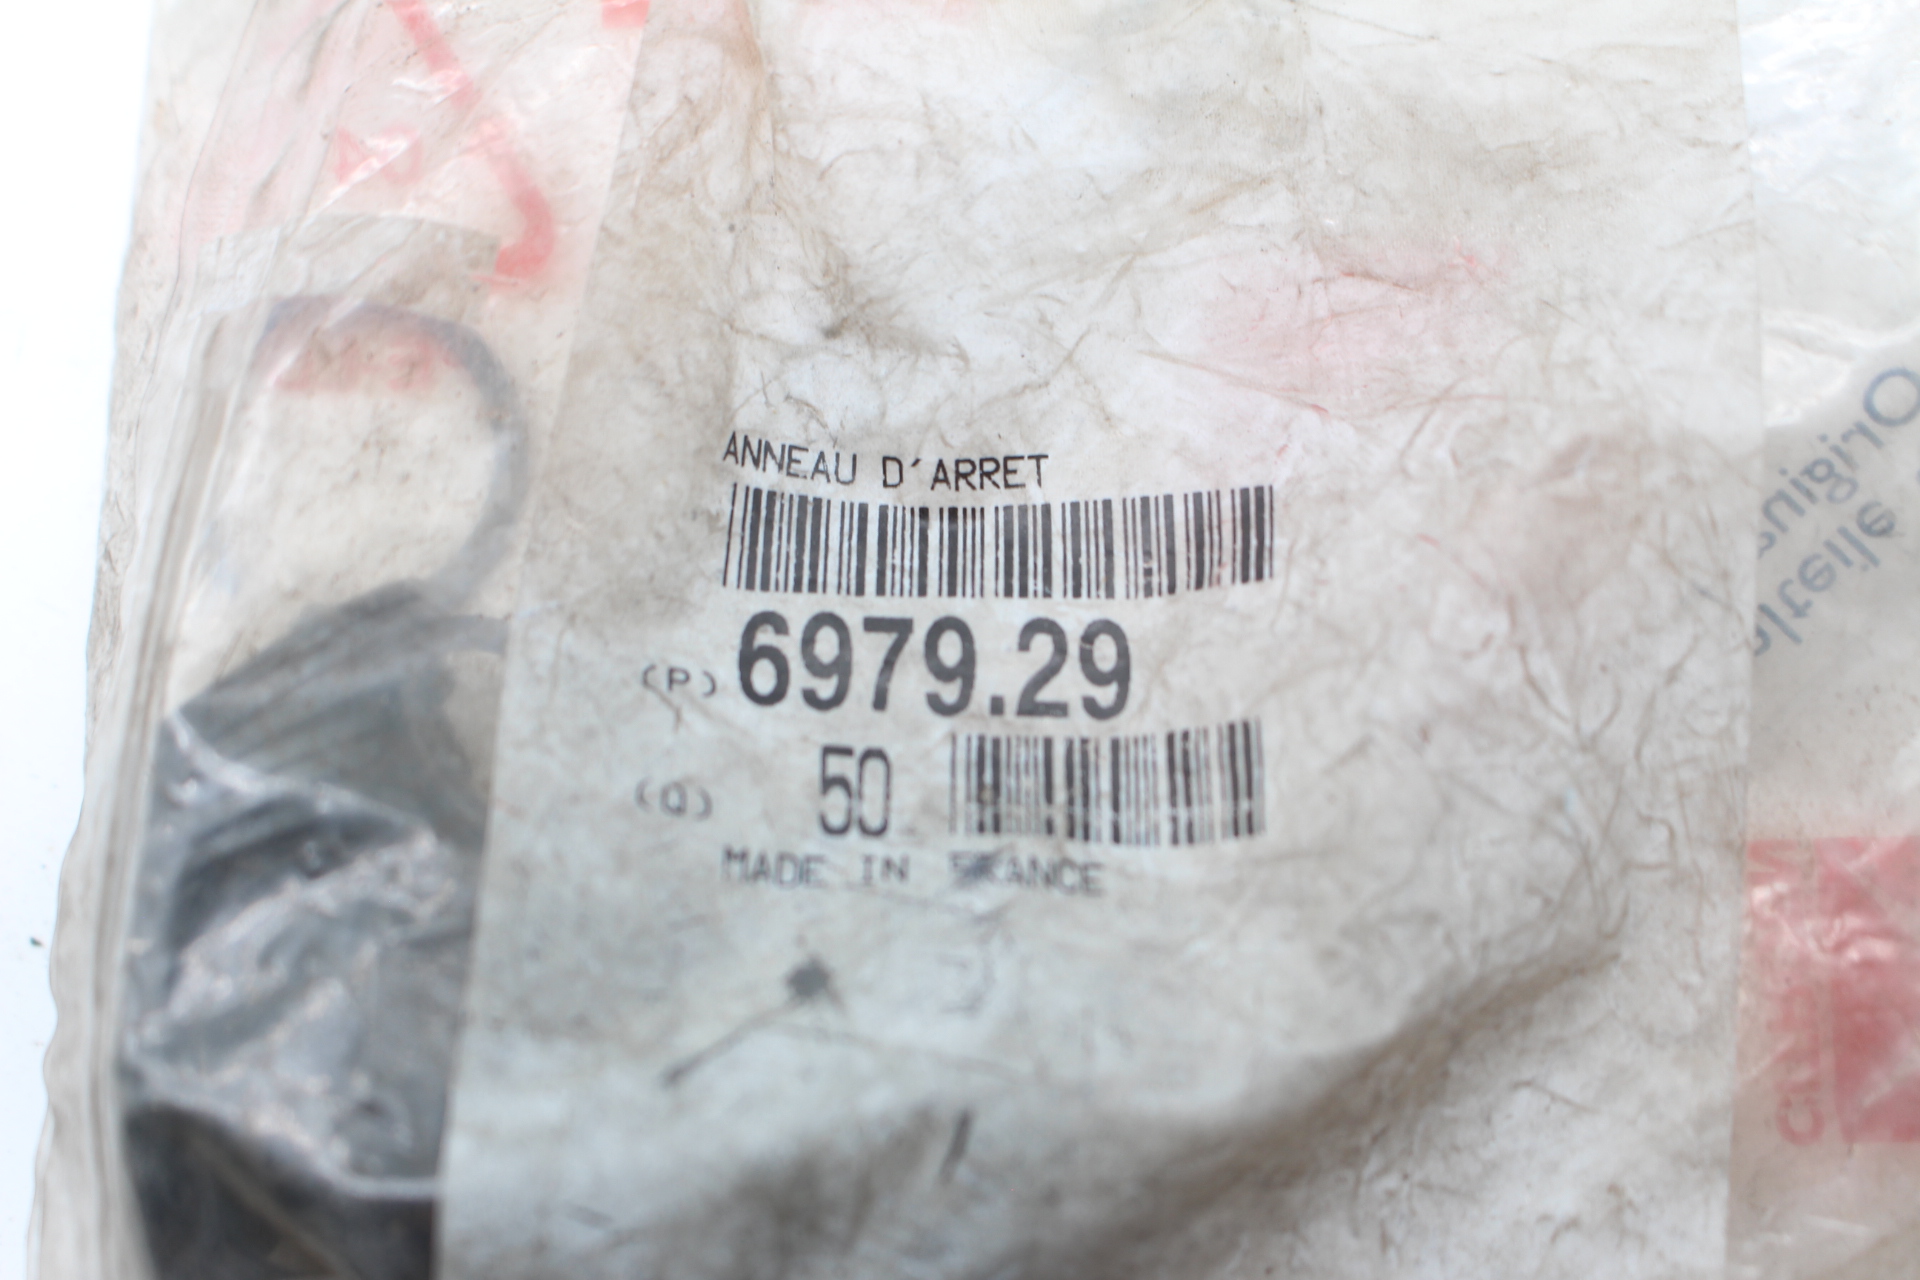 ANNEAU D'ARRET
(P) 6979.29
(Q) 50
MADE IN FRANCE